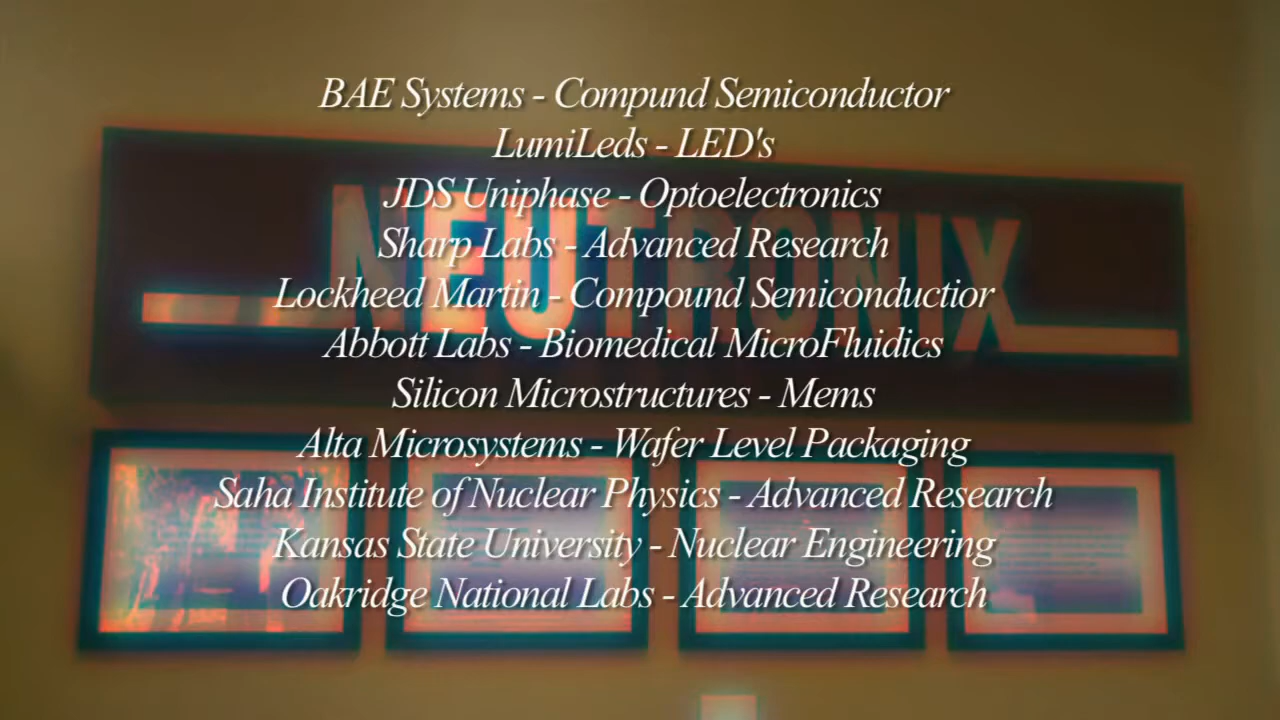 BAE Systems - Compund Semiconductor
LumiLeds - LED's
JDS Uniphase - Optoelectronics
Sharp Labs - Advanced Research
NEUTRONIX
Lockheed Martin - Compound Semiconductior
Abbott Labs - Biomedical MicroFluidics
Silicon Microstructures - Mems
Alta Microsystems - Wafer Level Packaging
Saha Institute of Nuclear Physics - Advanced Research
Kansas State University - Nuclear Engineering
Oakridge National Labs - Advanced Research